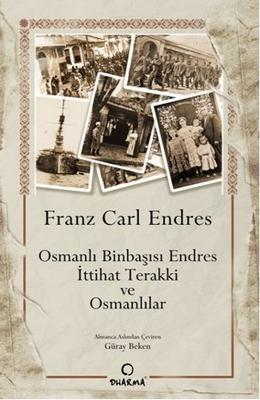 Franz Carl Endres
Osmanlı Binbaşısı Endres
İttihat Terakki
ve
Osmanlılar
Almanca Aslından Çeviren
Güray Beken
DHARMA